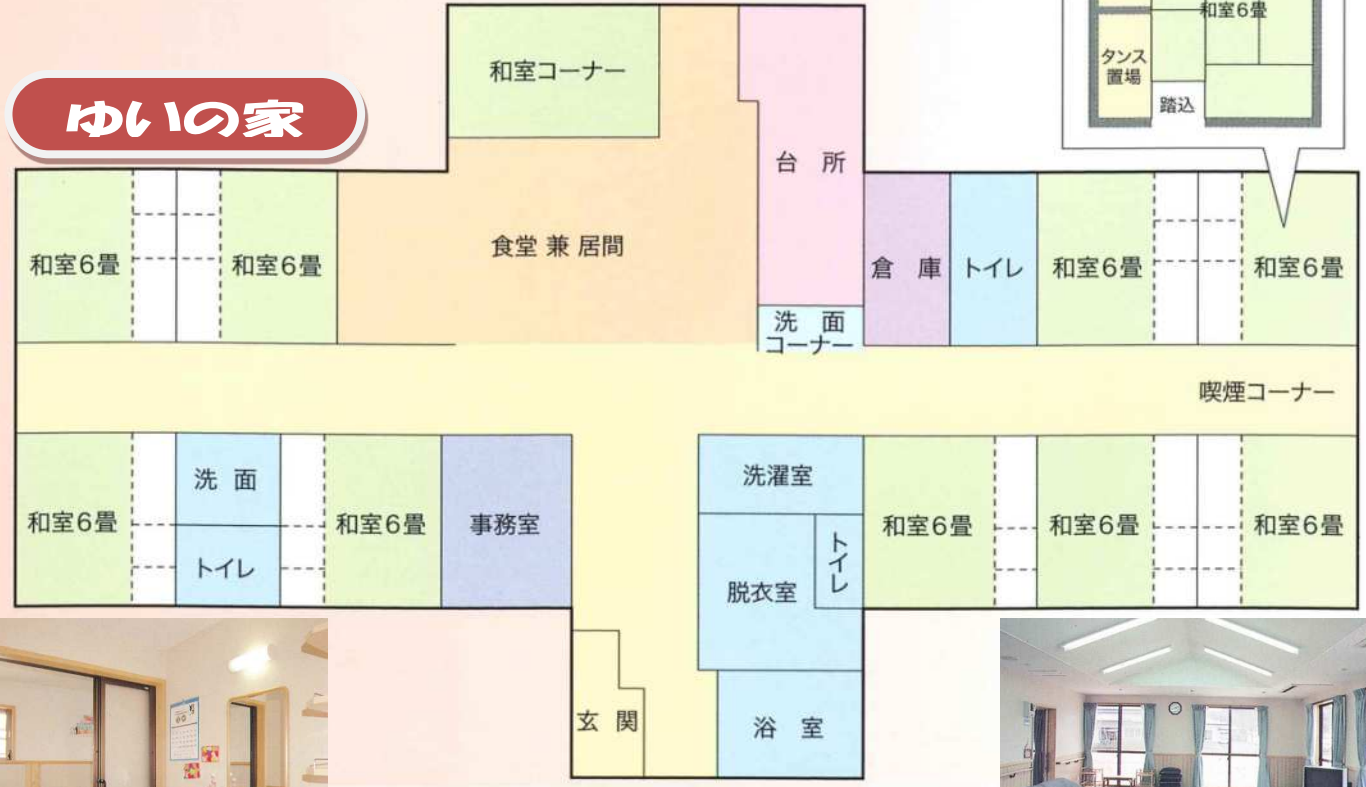 和室6畳
タンス
置場
踏込
ゆいの家
和室コーナー
台 所
食堂 兼 居間
和室6畳
和室6畳
倉 庫
トイレ
和室6畳
和室6畳
洗 面
コーナー
喫煙コーナー
和室6畳
洗 面
トイレ
和室6畳
事務室
洗濯室
脱衣室
トイレ
和室6畳
和室6畳
和室6畳
玄 関
浴 室